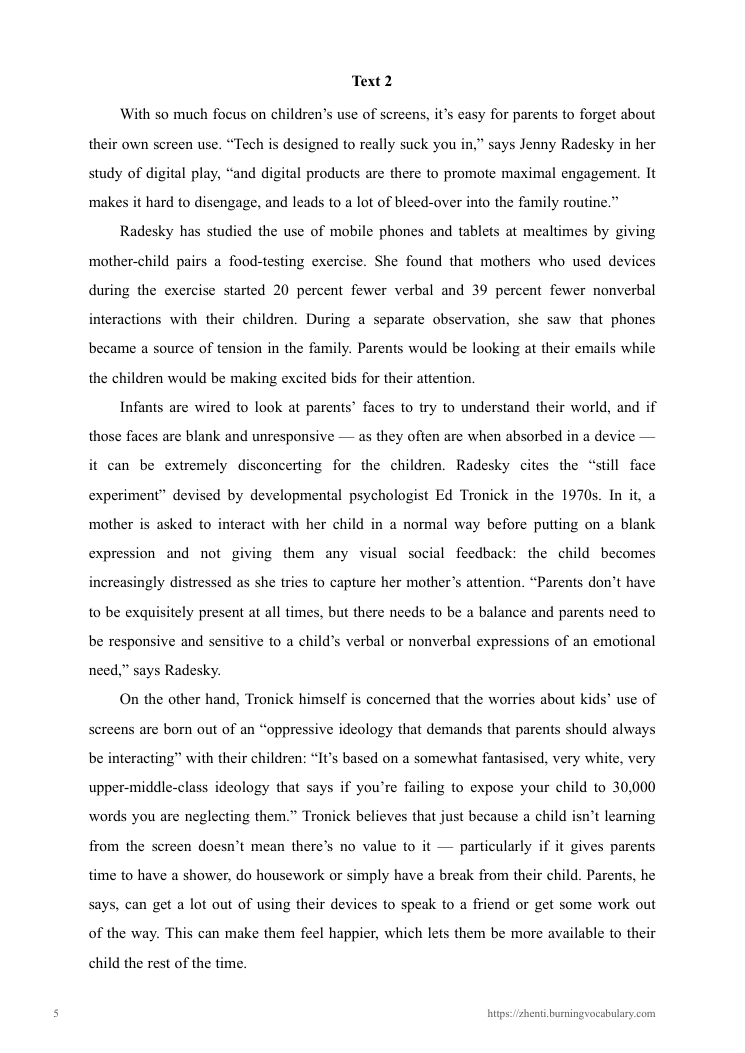 Text 2
With so much focus on children’s use of screens, it’s easy for parents to forget about
their own screen use. “Tech is designed to really suck you in,” says Jenny Radesky in her
study of digital play, “and digital products are there to promote maximal engagement. It
makes it hard to disengage, and leads to a lot of bleed-over into the family routine.”
Radesky has studied the use of mobile phones and tablets at mealtimes by giving
mother-child pairs a food-testing exercise. She found that mothers who used devices
during the exercise started 20 percent fewer verbal and 39 percent fewer nonverbal
interactions with their children. During a separate observation, she saw that phones
became a source of tension in the family. Parents would be looking at their emails while
the children would be making excited bids for their attention.
Infants are wired to look at parents’ faces to try to understand their world, and if
those faces are blank and unresponsive — as they often are when absorbed in a device —
it can be extremely disconcerting for the children. Radesky cites the “still face
experiment” devised by developmental psychologist Ed Tronick in the 1970s. In it, a
mother is asked to interact with her child in a normal way before putting on a blank
expression and not giving them any visual social feedback: the child becomes
increasingly distressed as she tries to capture her mother’s attention. “Parents don’t have
to be exquisitely present at all times, but there needs to be a balance and parents need to
be responsive and sensitive to a child’s verbal or nonverbal expressions of an emotional
need,” says Radesky.
On the other hand, Tronick himself is concerned that the worries about kids’ use of
screens are born out of an “oppressive ideology that demands that parents should always
be interacting” with their children: “It’s based on a somewhat fantasised, very white, very
upper-middle-class ideology that says if you’re failing to expose your child to 30,000
words you are neglecting them.” Tronick believes that just because a child isn’t learning
from the screen doesn’t mean there’s no value to it — particularly if it gives parents
time to have a shower, do housework or simply have a break from their child. Parents, he
says, can get a lot out of using their devices to speak to a friend or get some work out
of the way. This can make them feel happier, which lets them be more available to their
child the rest of the time.
5
https://zhenti.burningvocabulary.com